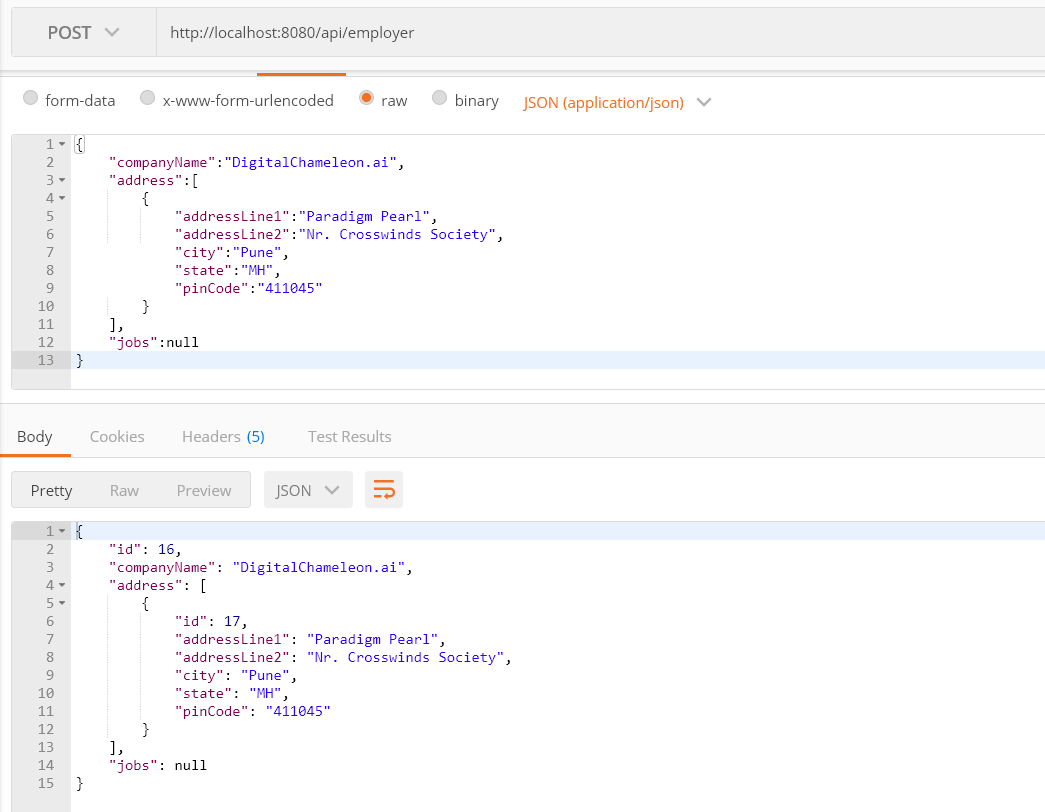 POST http://localhost:8080/api/employer
form-data x-www-form-urlencoded raw binary JSON (application/json)
1 {
2 "companyName":"DigitalChameleon.ai",
3 "address":[
4 {
5 "addressLine1":"Paradigm Pearl",
6 "addressLine2":"Nr. Crosswinds Society",
7 "city":"Pune",
8 "state":"MH",
9 "pinCode":"411045"
10 }
11 ],
12 "jobs":null
13 }
Body Cookies Headers (5) Test Results
Pretty Raw Preview JSON
1 {
2 "id": 16,
3 "companyName": "DigitalChameleon.ai",
4 "address": [
5 {
6 "id": 17,
7 "addressLine1": "Paradigm Pearl",
8 "addressLine2": "Nr. Crosswinds Society",
9 "city": "Pune",
10 "state": "MH",
11 "pinCode": "411045"
12 }
13 ],
14 "jobs": null
15 }